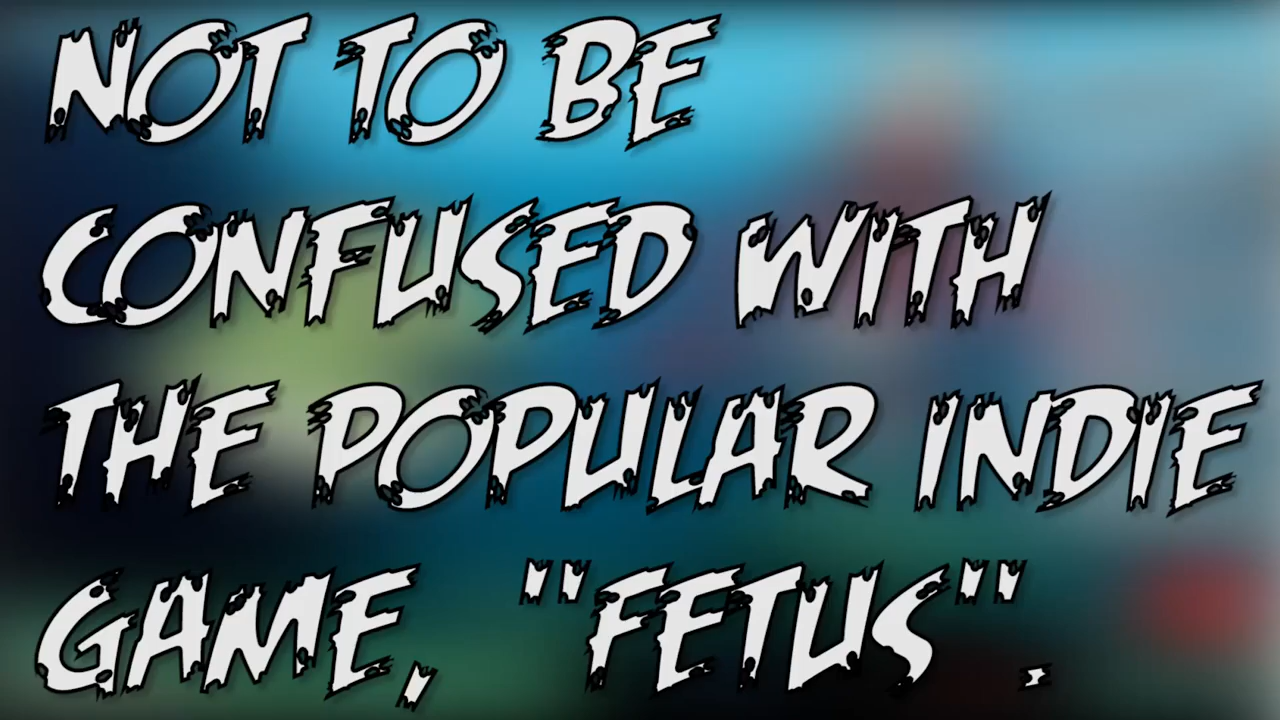 NOT TO BE
CONFUSED WITH
THE POPULAR INDIE
GAME, "FETUS".